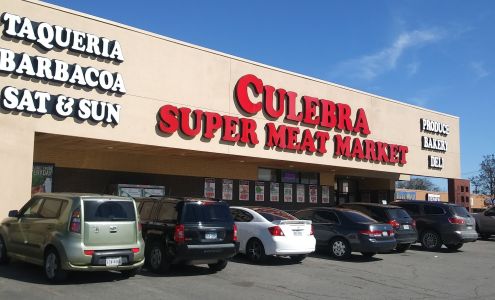 TAQUERIA
BARBACOA
SAT & SUN
CULEBRA
SUPER MEAT MARKET
PRODUCE
BAKERY
DELI